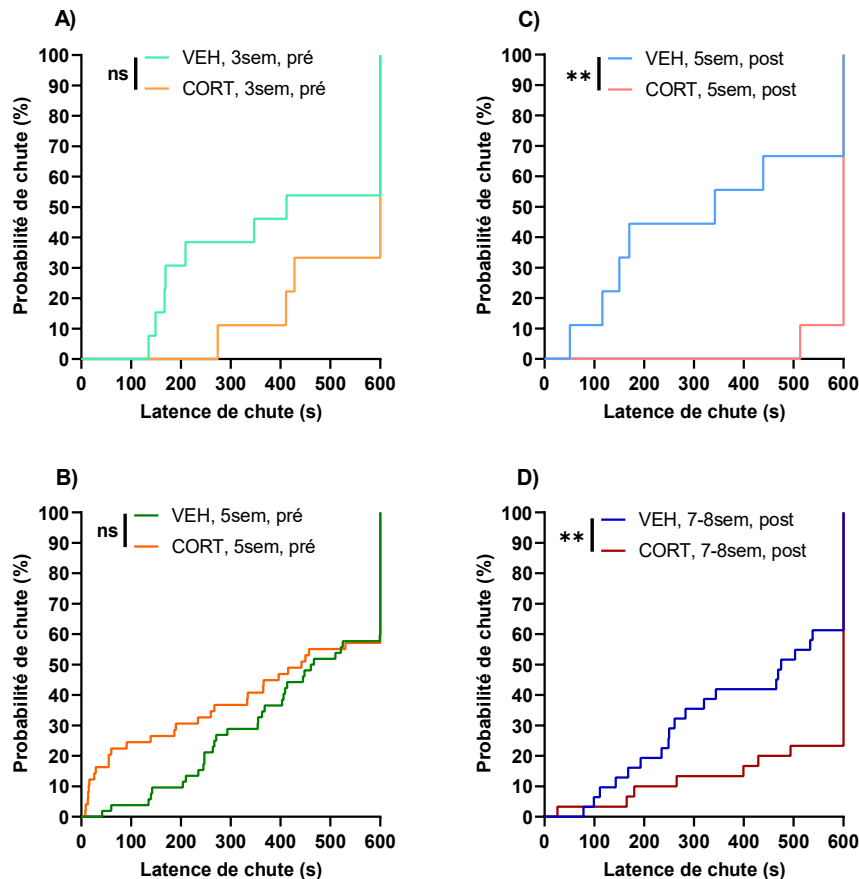 A)
VEH, 3sem, pré
CORT, 3sem, pré
ns
Probabilité de chute (%)
100
90
80
70
60
50
40
30
20
10
0
0 100 200 300 400 500 600
Latence de chute (s)
C)
VEH, 5sem, post
CORT, 5sem, post
**
Probabilité de chute (%)
100
90
80
70
60
50
40
30
20
10
0
0 100 200 300 400 500 600
Latence de chute (s)
B)
VEH, 5sem, pré
CORT, 5sem, pré
ns
Probabilité de chute (%)
100
90
80
70
60
50
40
30
20
10
0
0 100 200 300 400 500 600
Latence de chute (s)
D)
VEH, 7-8sem, post
CORT, 7-8sem, post
**
Probabilité de chute (%)
100
90
80
70
60
50
40
30
20
10
0
0 100 200 300 400 500 600
Latence de chute (s)